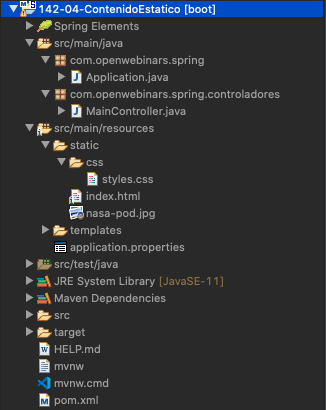 142-04-ContenidoEstatico [boot]
Spring Elements
src/main/java
com.openwebinars.spring
Application.java
com.openwebinars.spring.controladores
MainController.java
src/main/resources
static
css
styles.css
index.html
nasa-pod.jpg
templates
application.properties
src/test/java
JRE System Library [JavaSE-11]
Maven Dependencies
src
target
HELP.md
mvnw
mvnw.cmd
pom.xml